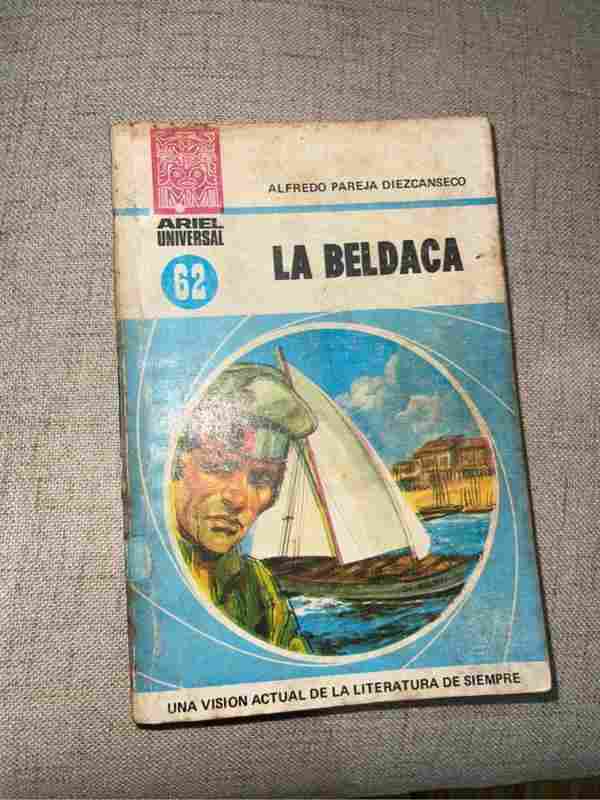 ALFREDO PAREJA DIEZCANSECO
ARIEL
UNIVERSAL
62
LA BELDACA
UNA VISION ACTUAL DE LA LITERATURA DE SIEMPRE